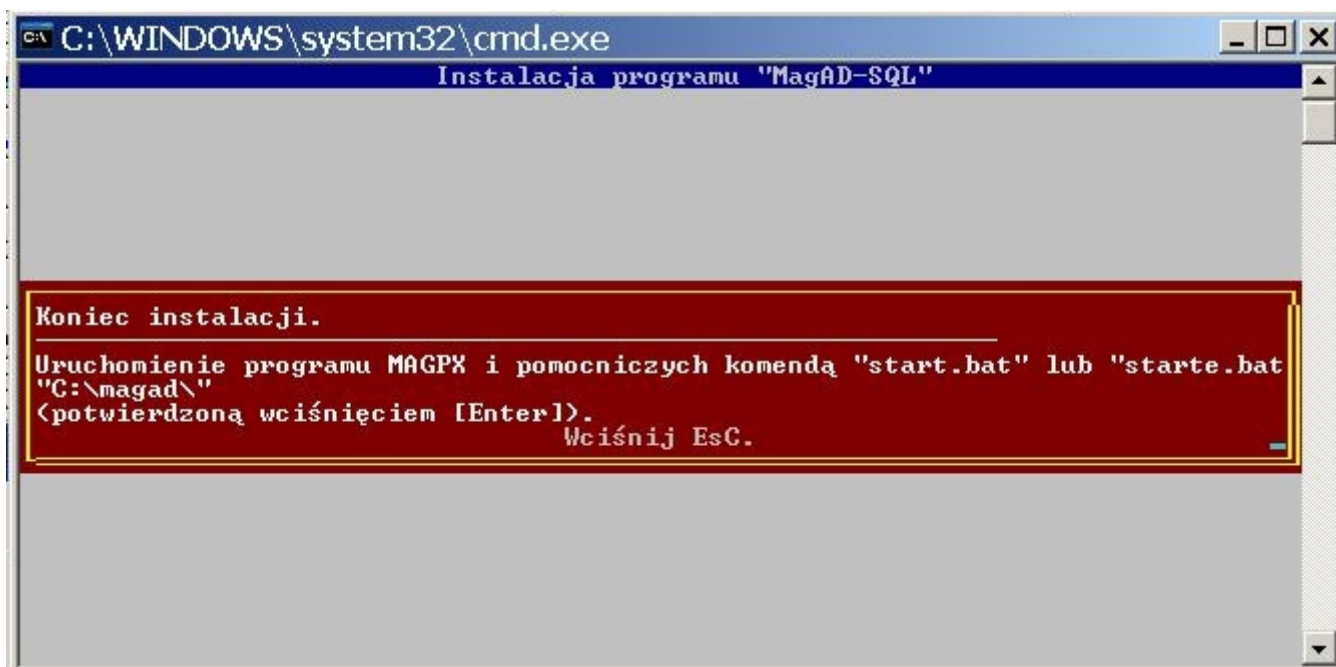 C:\WINDOWS\system32\cmd.exe
Instalacja programu "MagAD-SQL"
Koniec instalacji.
Uruchomienie programu MAGPX i pomocniczych komendą "start.bat" lub "starte.bat
"C:\magad\"
(potwierdzoną wciśnięciem [Enter]).
Wciśnij EsC.